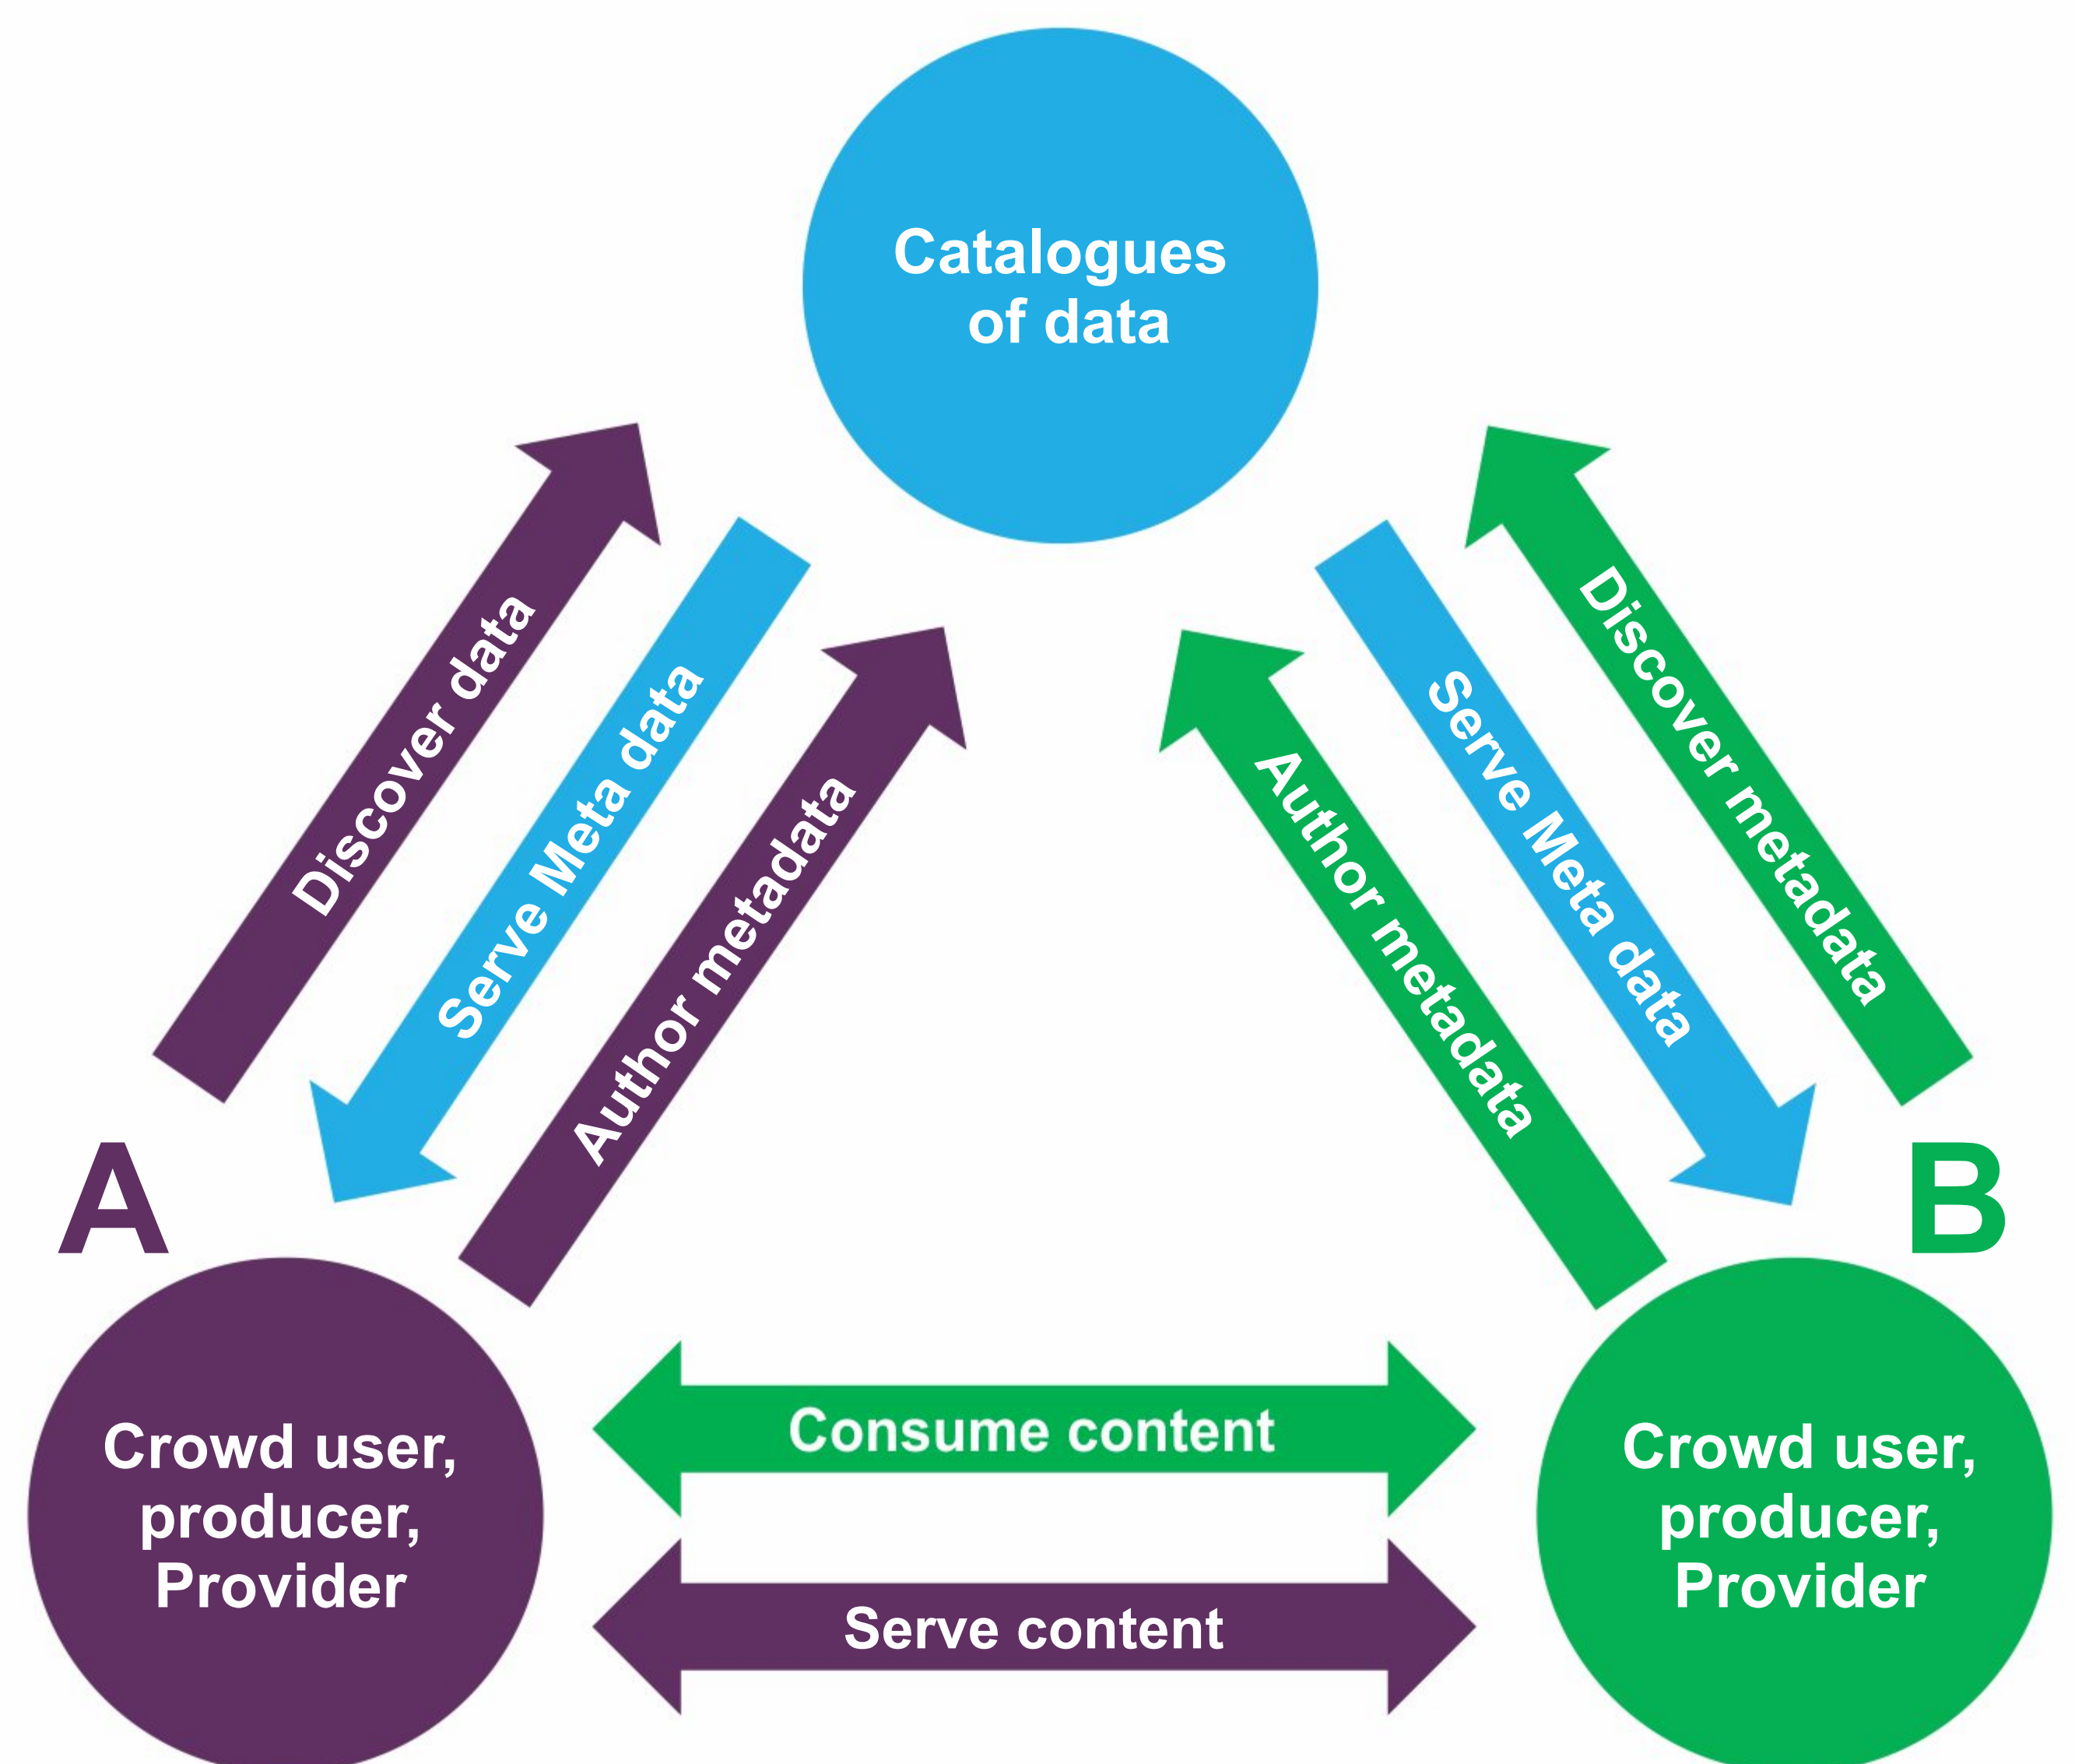 Catalogues
of data
Discover data
Serve Meta data
Author metadata
Author metadata
Serve Meta data
Discover metadata
A
B
Crowd user,
producer,
Provider
Consume content
Serve content
Crowd user,
producer,
Provider